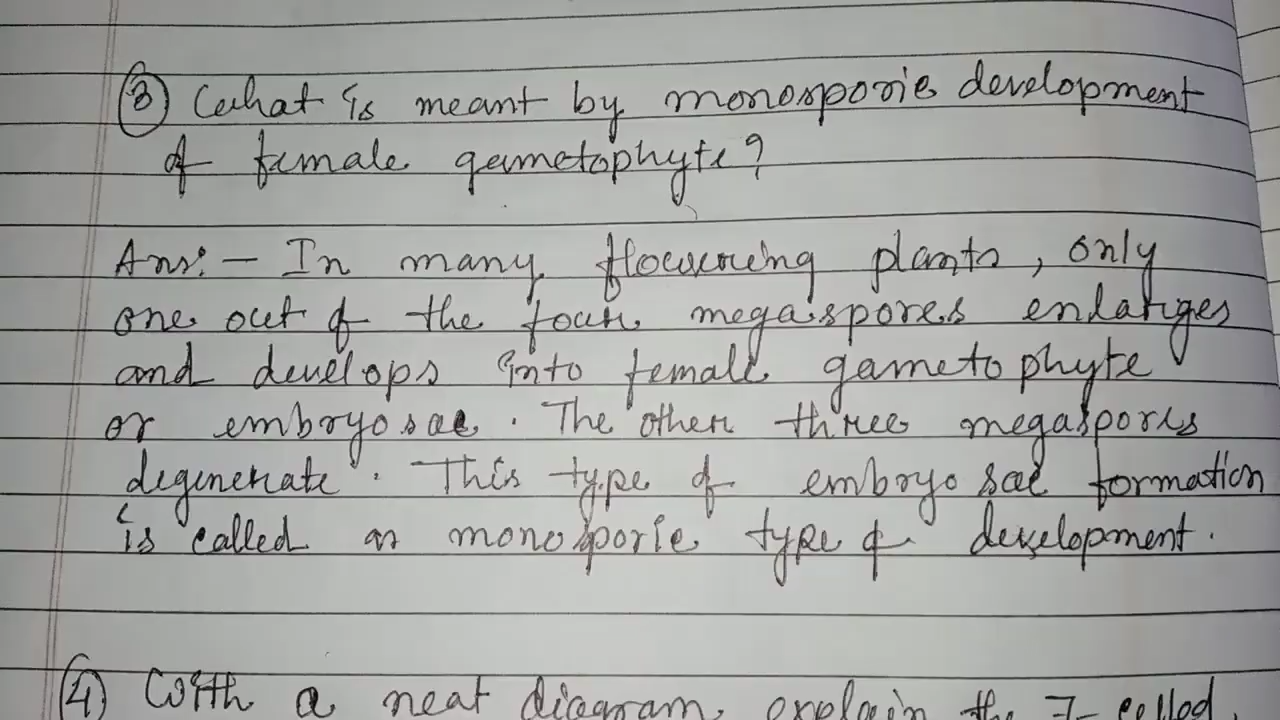 ③ What is meant by monosporic development
of female gametophyte?
Ans:- In many flowering plants, only
one out of the four megaspores enlarges
and develops into female gametophyte
or embryo sac. The other three megaspores
degenerate. This type of embryo sac formation
is called as monosporic type of development.
④ With a neat diagram, explain the 7-celled,